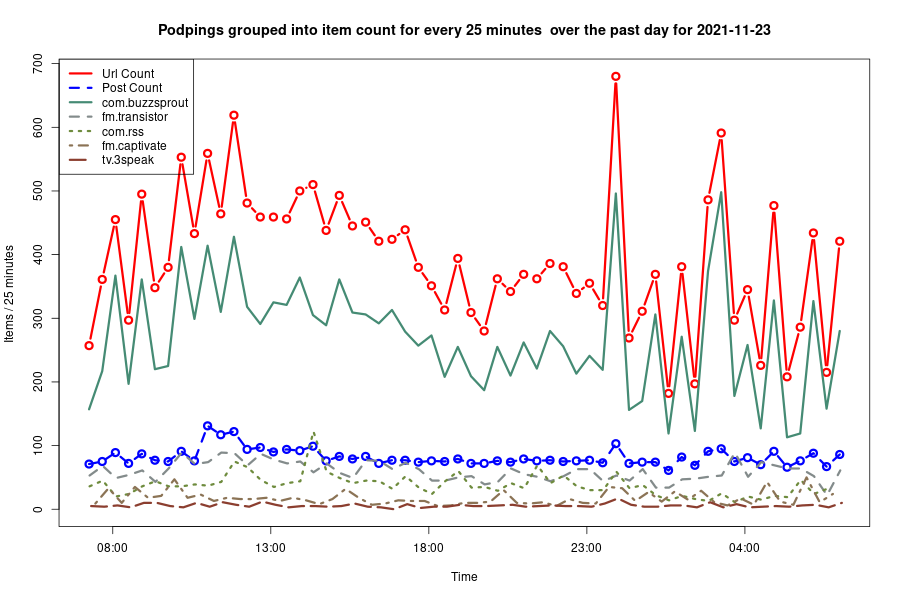 Podpings grouped into item count for every 25 minutes  over the past day for 2021-11-23
Url Count
Post Count
com.buzzsprout
fm.transistor
com.rss
fm.captivate
tv.3speak
Items / 25 minutes
700
600
500
400
300
200
100
0
08:00 13:00 18:00 23:00 04:00
Time